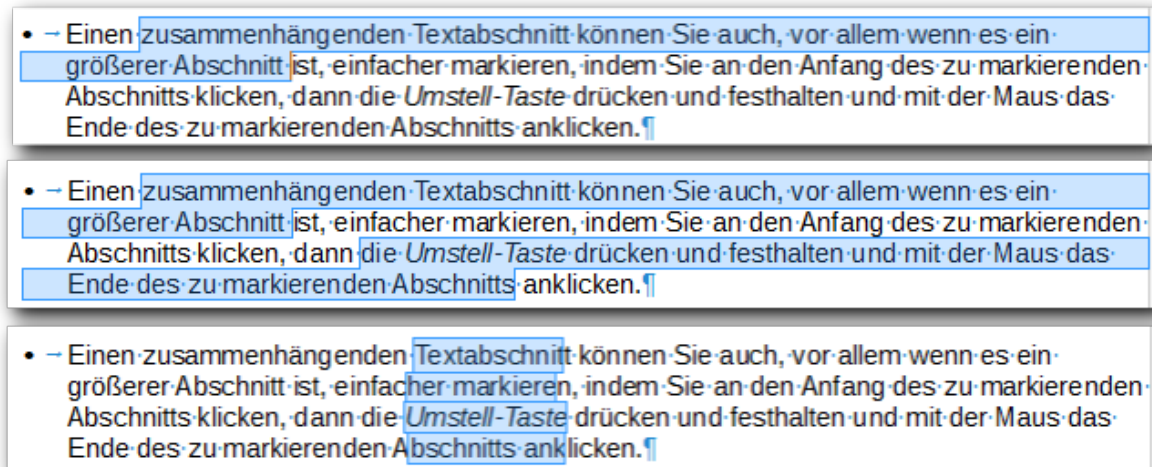 • → Einen zusammenhängenden Textabschnitt können Sie auch, vor allem wenn es ein
größerer Abschnitt ist, einfacher markieren, indem Sie an den Anfang des zu markierenden
Abschnitts klicken, dann die Umstell-Taste drücken und festhalten und mit der Maus das
Ende des zu markierenden Abschnitts anklicken.¶
• → Einen zusammenhängenden Textabschnitt können Sie auch, vor allem wenn es ein
größerer Abschnitt ist, einfacher markieren, indem Sie an den Anfang des zu markierenden
Abschnitts klicken, dann die Umstell-Taste drücken und festhalten und mit der Maus das
Ende des zu markierenden Abschnitts anklicken.¶
• → Einen zusammenhängenden Textabschnitt können Sie auch, vor allem wenn es ein
größerer Abschnitt ist, einfacher markieren, indem Sie an den Anfang des zu markierenden
Abschnitts klicken, dann die Umstell-Taste drücken und festhalten und mit der Maus das
Ende des zu markierenden Abschnitts anklicken.¶